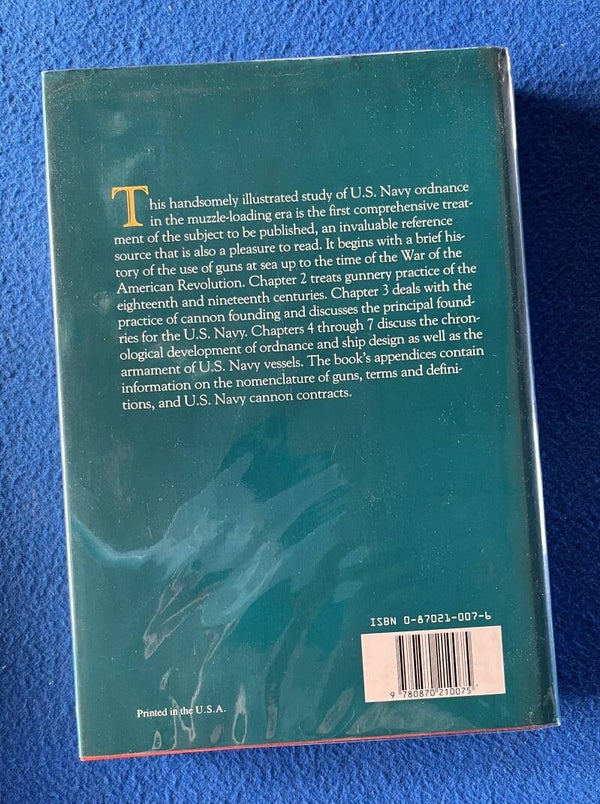 This handsomely illustrated study of U.S. Navy ordnance
in the muzzle-loading era is the first comprehensive treat-
ment of the subject to be published, an invaluable reference
source that is also a pleasure to read. It begins with a brief his-
tory of the use of guns at sea up to the time of the War of the
American Revolution. Chapter 2 treats gunnery practice of the
eighteenth and nineteenth centuries. Chapter 3 deals with the
practice of cannon founding and discusses the principal found-
ries for the U.S. Navy. Chapters 4 through 7 discuss the chron-
ological development of ordnance and ship design as well as the
armament of U.S. Navy vessels. The book's appendices contain
information on the nomenclature of guns, terms and defini-
tions, and U.S. Navy cannon contracts.
ISBN 0-87021-007-6
9 780870 210075
Printed in the U.S.A.